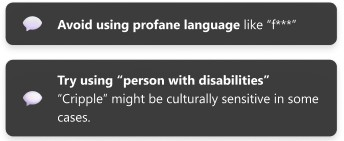 Avoid using profane language like "f***"
Try using “person with disabilities”
“Cripple” might be culturally sensitive in some
cases.